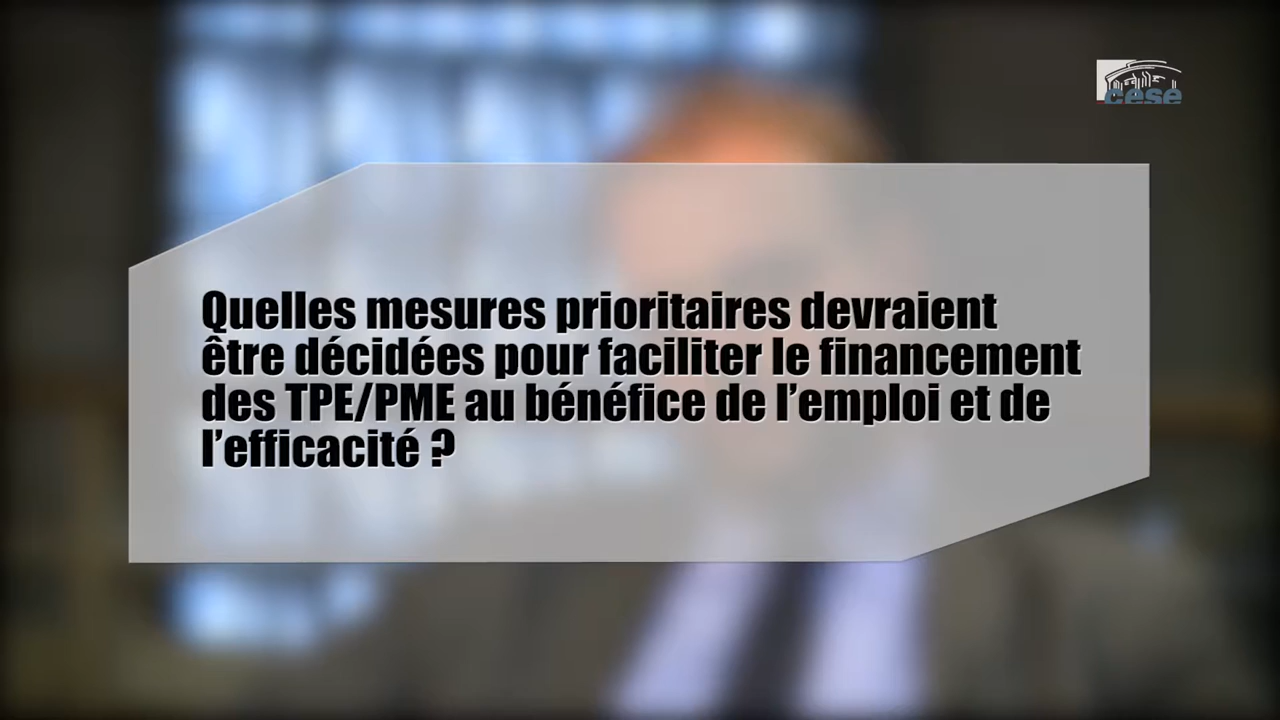 cese
Quelles mesures prioritaires devraient
être décidées pour faciliter le financement
des TPE/PME au bénéfice de l’emploi et de
l’efficacité ?